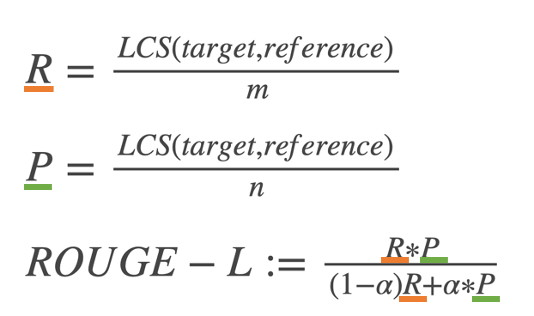 R = LCS(target,reference) / m
P = LCS(target,reference) / n
ROUGE − L := R∗P / (1−α)R+α∗P